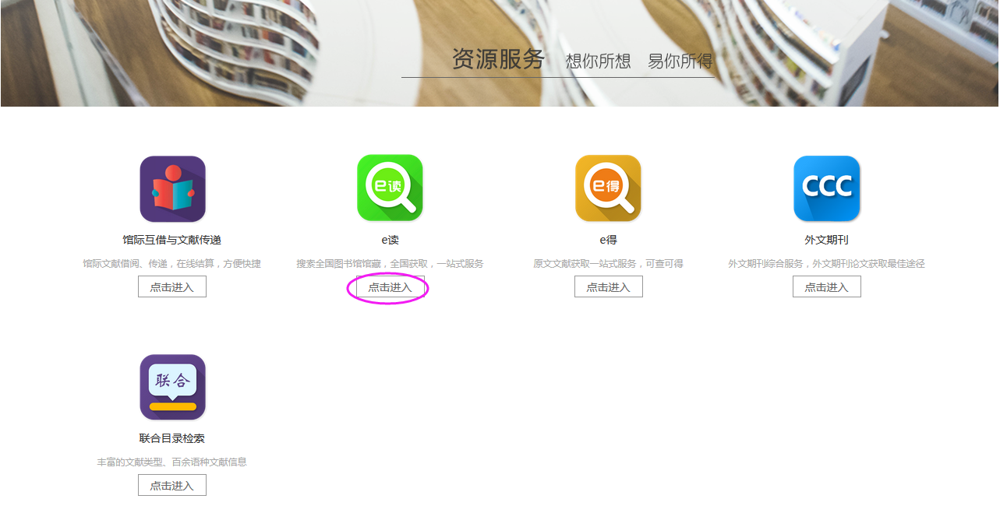 资源服务 想你所想 易你所得
e读 e得 CCC
馆际互借与文献传递 e读 e得 外文期刊
馆际文献借阅、传递，在线结算，方便快捷 搜索全国图书馆馆藏，全国获取，一站式服务 原文文献获取一站式服务，可查可得 外文期刊综合服务，外文期刊论文获取最佳途径
点击进入 点击进入 点击进入 点击进入
联合
联合目录检索
丰富的文献类型、百余语种文献信息
点击进入